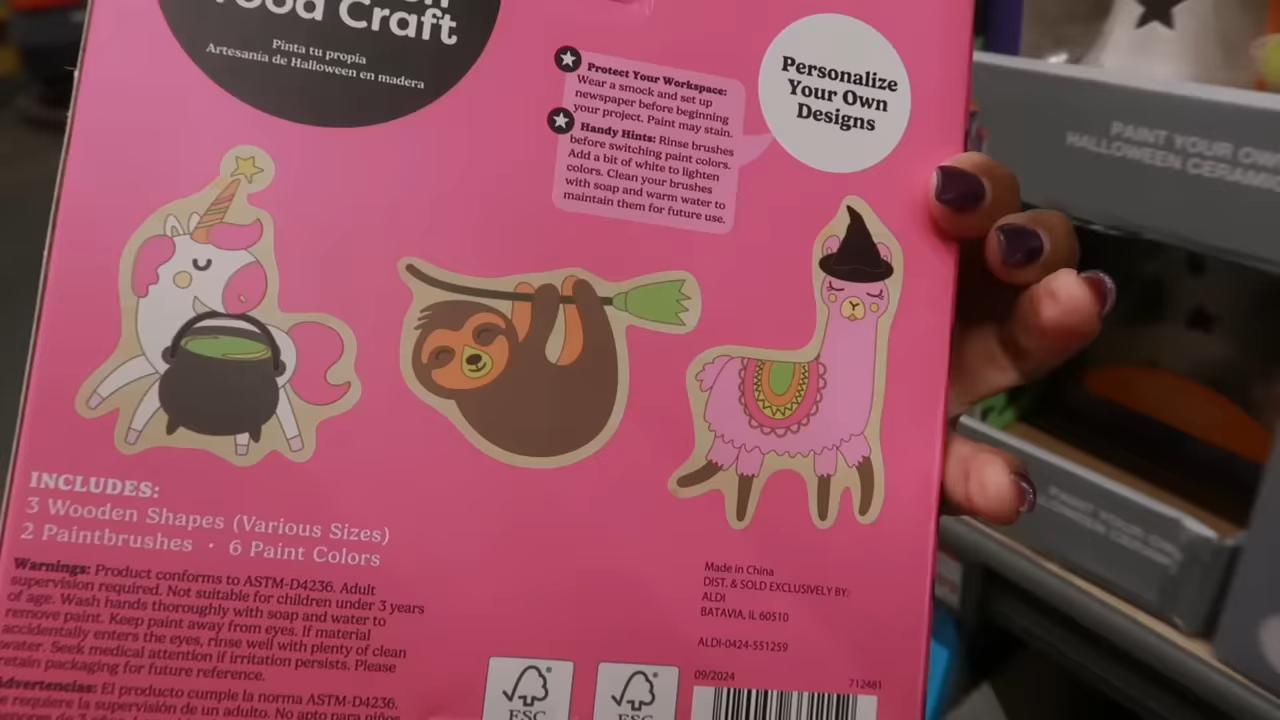 Wood Craft
Pinta tu propia
Artesanía de Halloween en madera
Protect Your Workspace:
Wear a smock and set up
newspaper before beginning
your project. Paint may stain.
Handy Hints: Rinse brushes
before switching paint colors.
Add a bit of white to lighten
colors. Clean your brushes
with soap and warm water to
maintain them for future use.
Personalize
Your Own
Designs
PAINT YOUR OWN
HALLOWEEN CERAMIC
INCLUDES:
3 Wooden Shapes (Various Sizes)
2 Paintbrushes • 6 Paint Colors
Warnings: Product conforms to ASTM-D4236. Adult
supervision required. Not suitable for children under 3 years
of age. Wash hands thoroughly with soap and water to
remove paint. Keep paint away from eyes. If material
accidentally enters the eyes, rinse well with plenty of clean
water. Seek medical attention if irritation persists. Please
retain packaging for future reference.
Advertencias: El producto cumple la norma ASTM-D4236.
Se requiere la supervisión de un adulto. No apto para niños
menores de 3 años.
Made in China
DIST. & SOLD EXCLUSIVELY BY:
ALDI
BATAVIA, IL 60510
ALDI-0424-551259
09/2024
712481
FSC
FSC